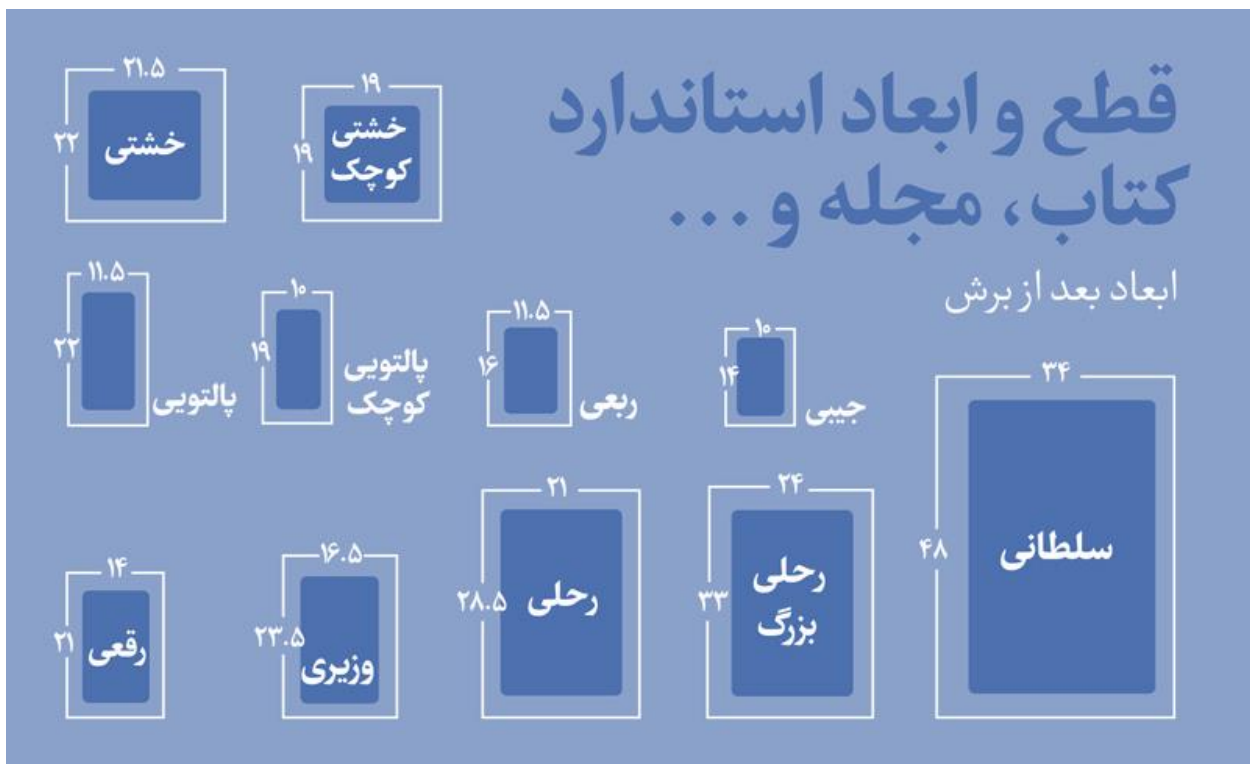 قطع و ابعاد استاندارد
کتاب، مجله و ...
ابعاد بعد از برش
۱۹
۱۹
خشتی
کوچک
۲۱.۵
۲۲
خشتی
۱۰
۱۴
جیبی
۱۱.۵
۱۶
ربعی
۱۰
۱۹
پالتویی
کوچک
۱۱.۵
۲۲
پالتویی
۳۴
۴۸
سلطانی
۲۴
۳۳
رحلی
بزرگ
۲۱
۲۸.۵
رحلی
۱۶.۵
۲۳.۵
وزیری
۱۴
۲۱
رقعی